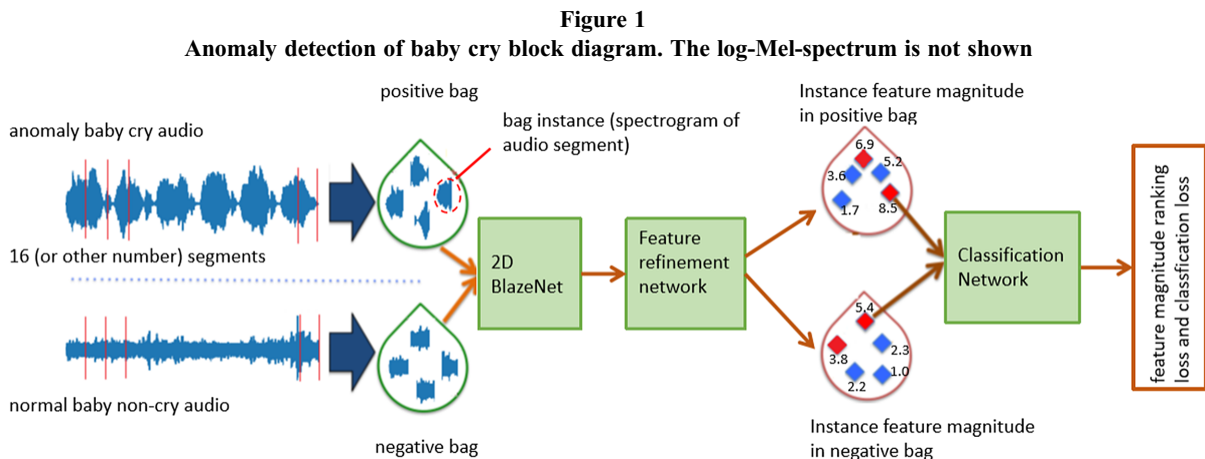 Figure 1
Anomaly detection of baby cry block diagram. The log-Mel-spectrum is not shown
positive bag
anomaly baby cry audio
bag instance (spectrogram of
audio segment)
16 (or other number) segments
normal baby non-cry audio
negative bag
2D
BlazeNet
Feature
refinement
network
Instance feature magnitude
in positive bag
6.9
5.2
3.6
1.7
8.5
5,4
3.8
2.3
1.0
2.2
Instance feature magnitude
in negative bag
Classification
Network
feature magnitude ranking
loss and classfication loss